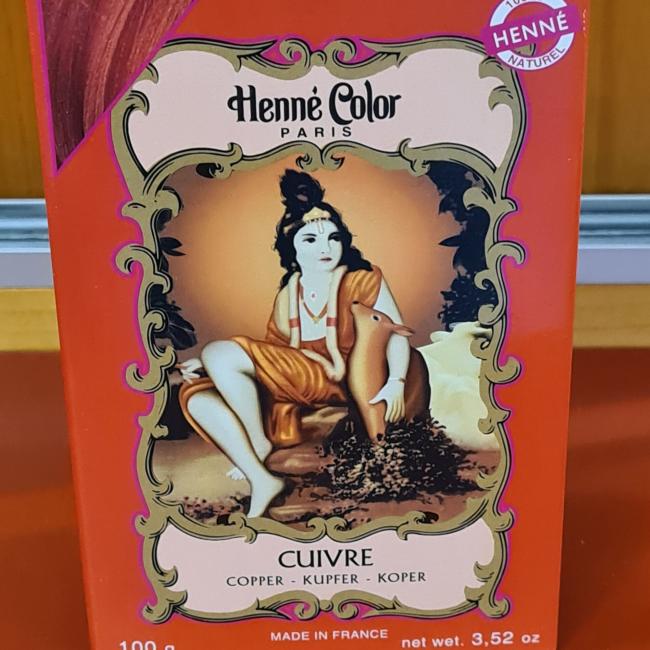 HENNÉ
NATUREL
Henné Color
PARIS
CUIVRE
COPPER - KUPFER - KOPER
MADE IN FRANCE
100 g
net wet. 3,52 oz